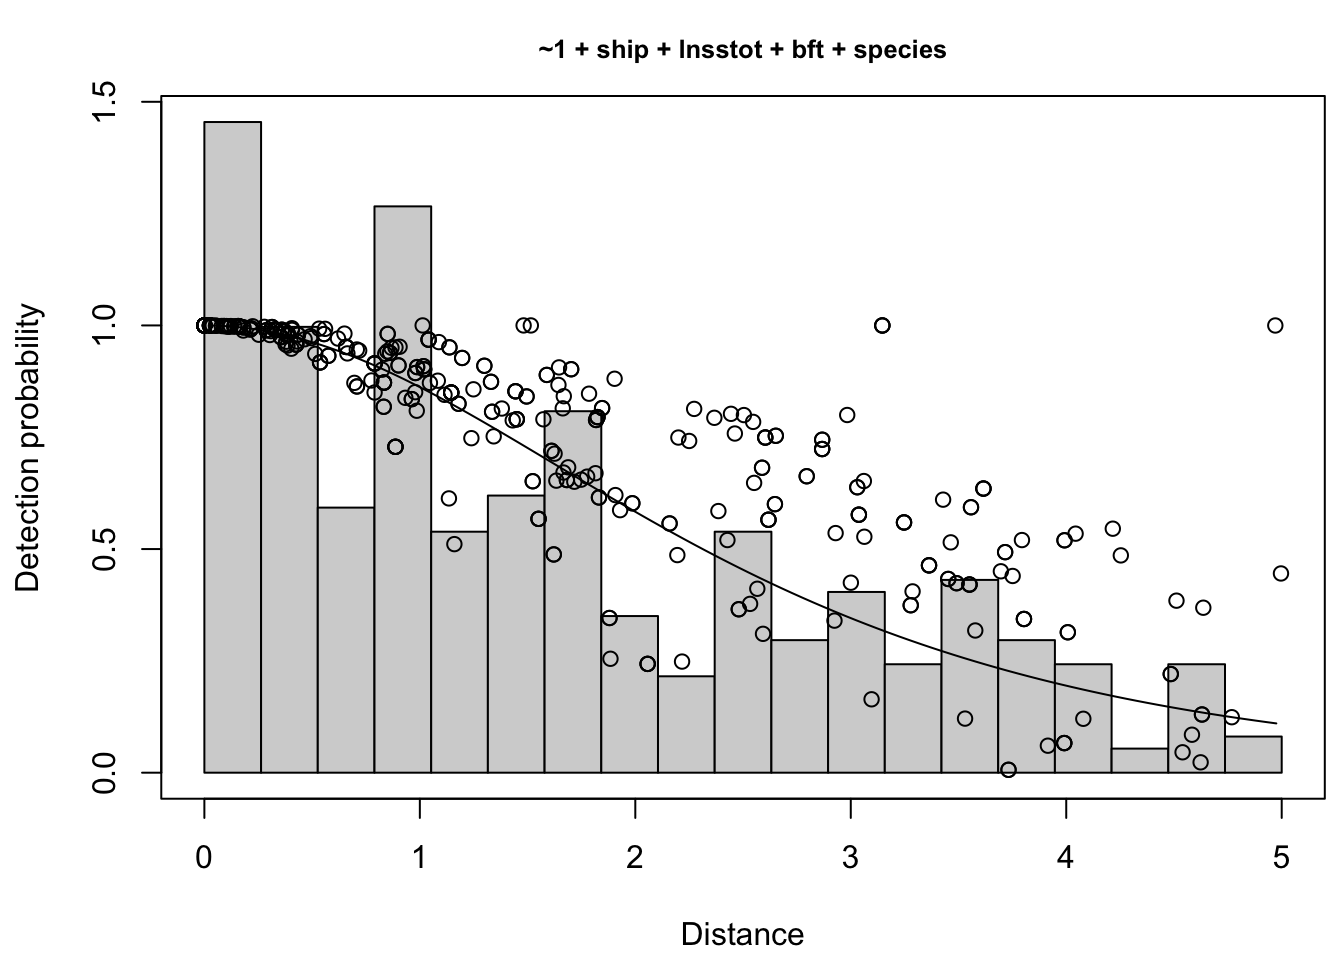 ~1 + ship + lnsstot + bft + species
1.5
1.0
0.5
0.0
Detection probability
0 1 2 3 4 5
Distance